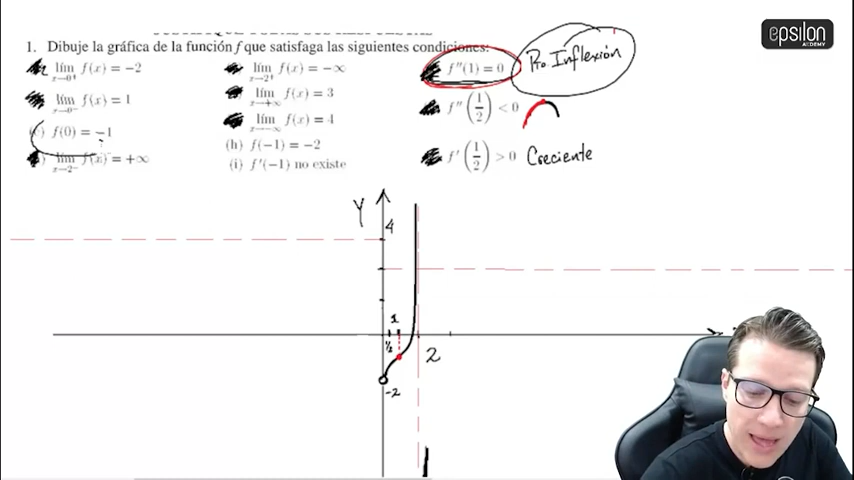 1. Dibuje la gráfica de la función f que satisfaga las siguientes condiciones:
lím f(x) = −2
x→0⁺
lím f(x) = 1
x→0⁻
f(0) = −1
lím f(x) = +∞
x→2⁻
lím f(x) = −∞
x→2⁺
lím f(x) = 3
x→+∞
lím f(x) = 4
x→−∞
(h) f(−1) = −2
(i) f′(−1) no existe
f″(1) = 0
Pto. Inflexión
f″(1/2) < 0
f′(1/2) > 0 Creciente
epsilon
ACADEMY
Y
4
1
½
2
-2